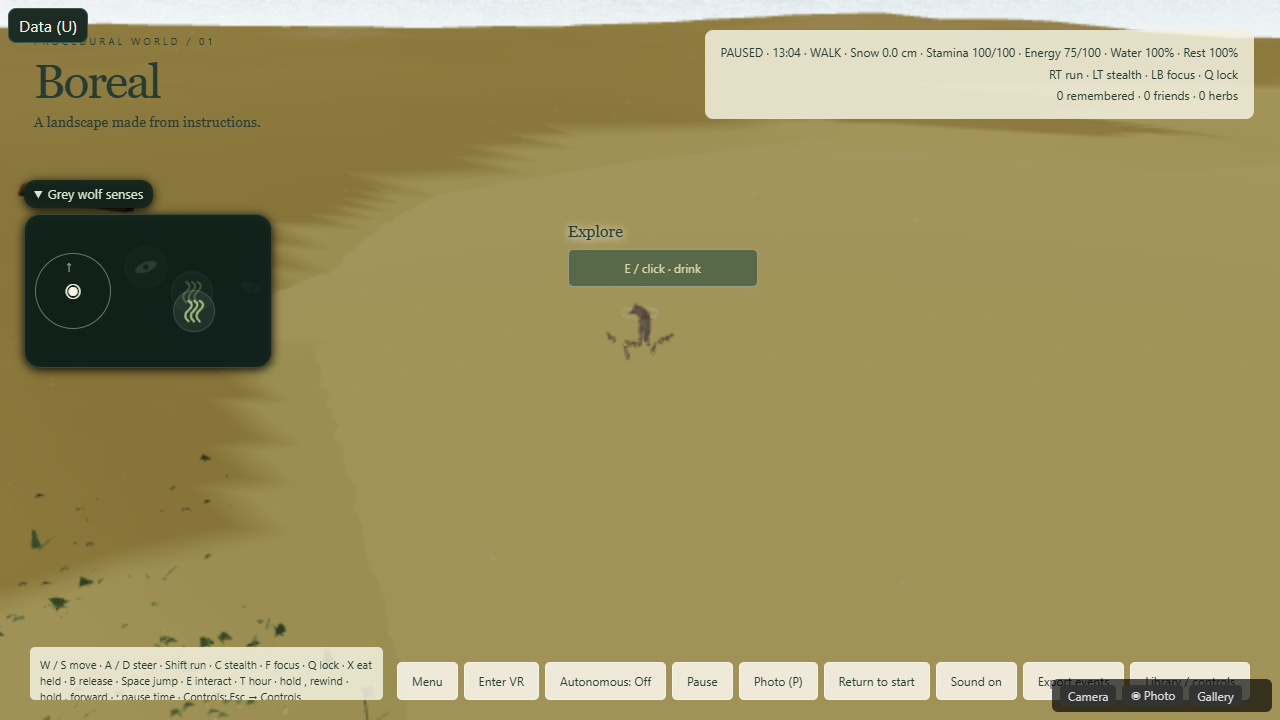 Data (U)
PROCEDURAL WORLD / 01
Boreal
A landscape made from instructions.
PAUSED · 13:04 · WALK · Snow 0.0 cm · Stamina 100/100 · Energy 75/100 · Water 100% · Rest 100%
RT run · LT stealth · LB focus · Q lock
0 remembered · 0 friends · 0 herbs
▼ Grey wolf senses
Explore
E / click · drink
W / S move · A / D steer · Shift run · C stealth · F focus · Q lock · X eat
held · B release · Space jump · E interact · T hour · hold , rewind ·
hold . forward · ; pause time · Controls: Esc → Controls
Menu
Enter VR
Autonomous: Off
Pause
Photo (P)
Return to start
Sound on
Export events
Library / controls
Camera
◉ Photo
Gallery